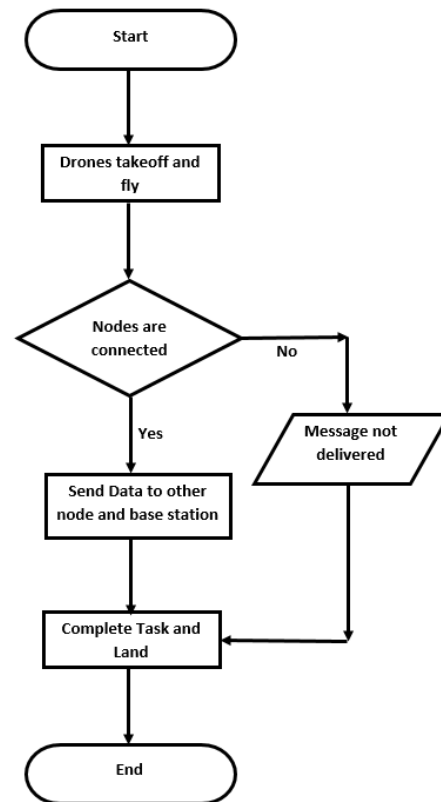 Start
Drones takeoff and
fly
Nodes are
connected
No
Yes
Message not
delivered
Send Data to other
node and base station
Complete Task and
Land
End